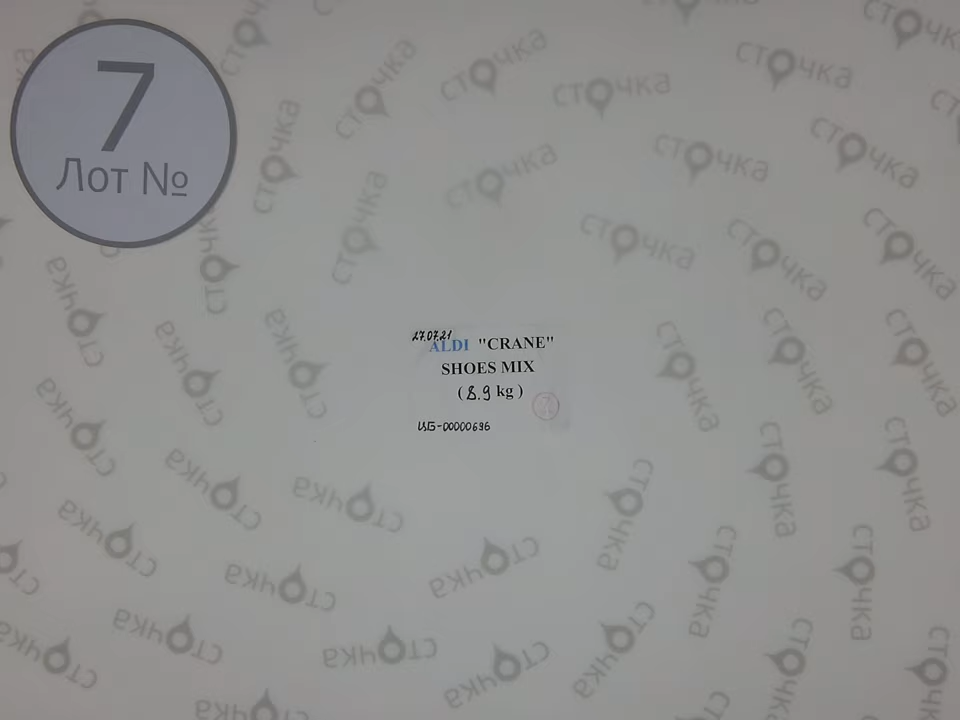 7
Лот №
27.07.21
ALDI "CRANE"
SHOES MIX
( 8.9 kg )
ЦБ-00000696
сточка